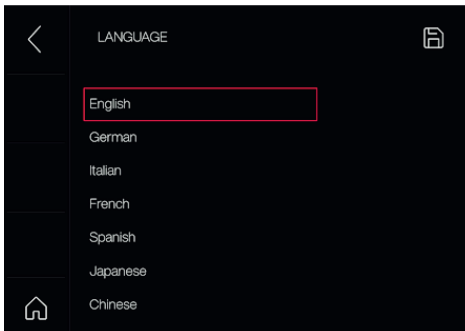 LANGUAGE
English
German
Italian
French
Spanish
Japanese
Chinese